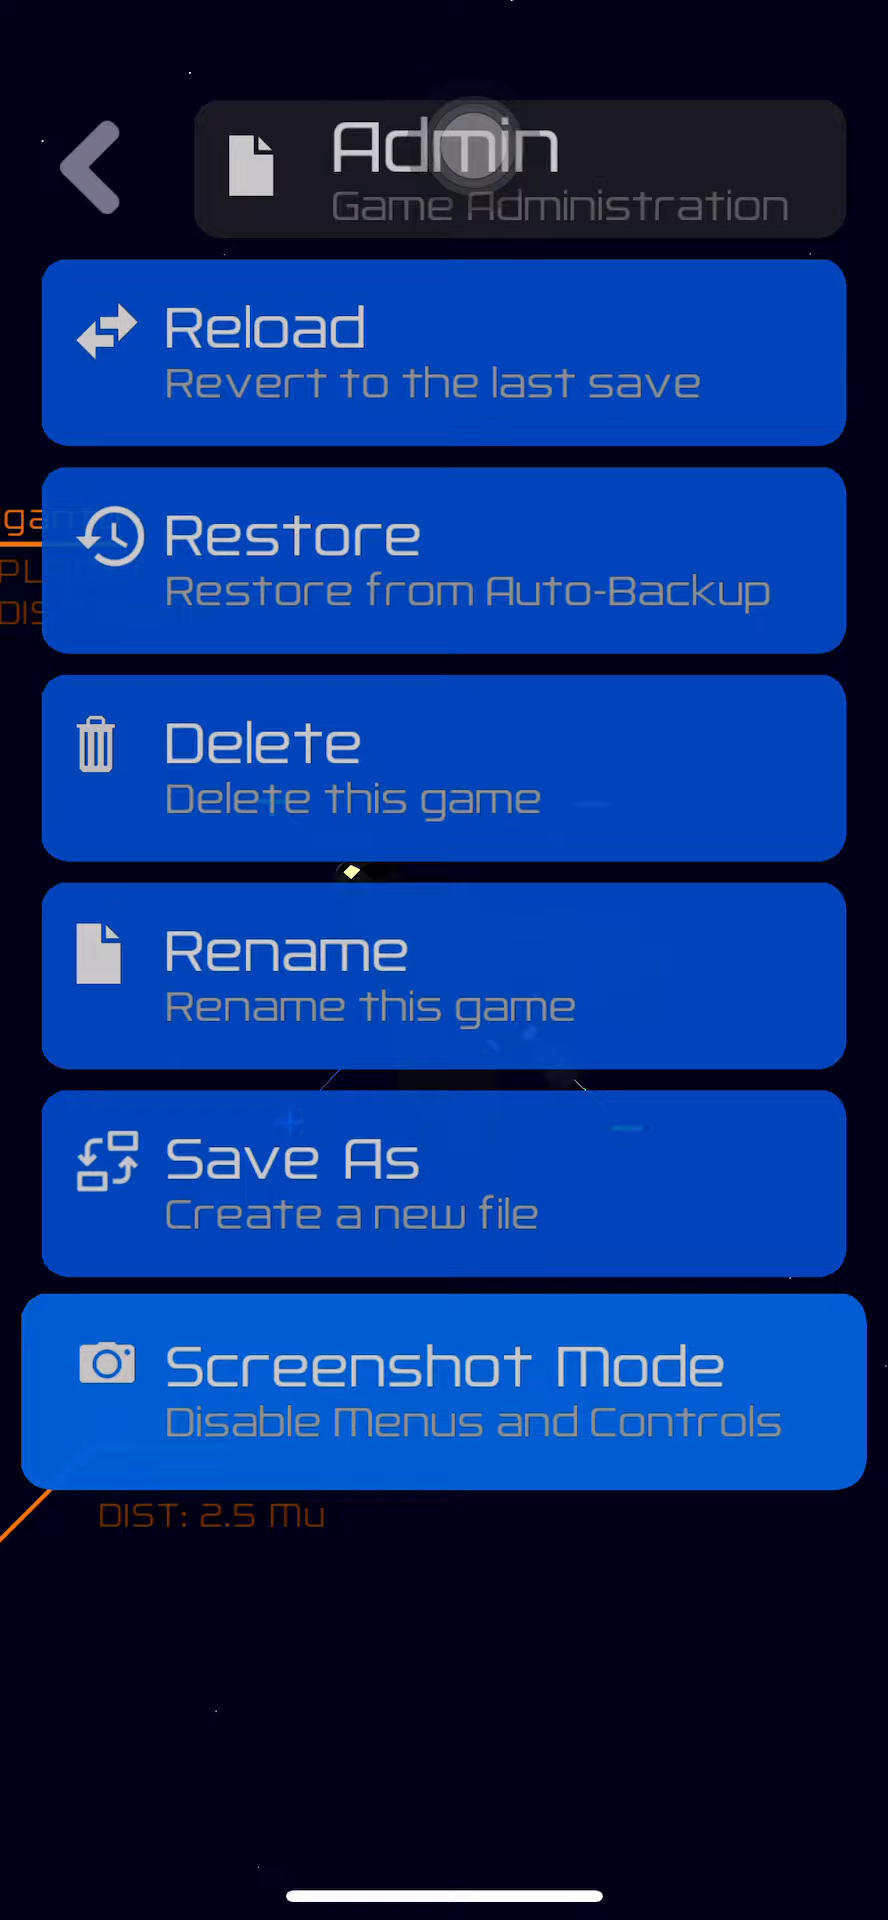 Admin
Game Administration
Reload
Revert to the last save
Restore
Restore from Auto-Backup
Delete
Delete this game
Rename
Rename this game
Save As
Create a new file
Screenshot Mode
Disable Menus and Controls
DIST: 2.5 Mu